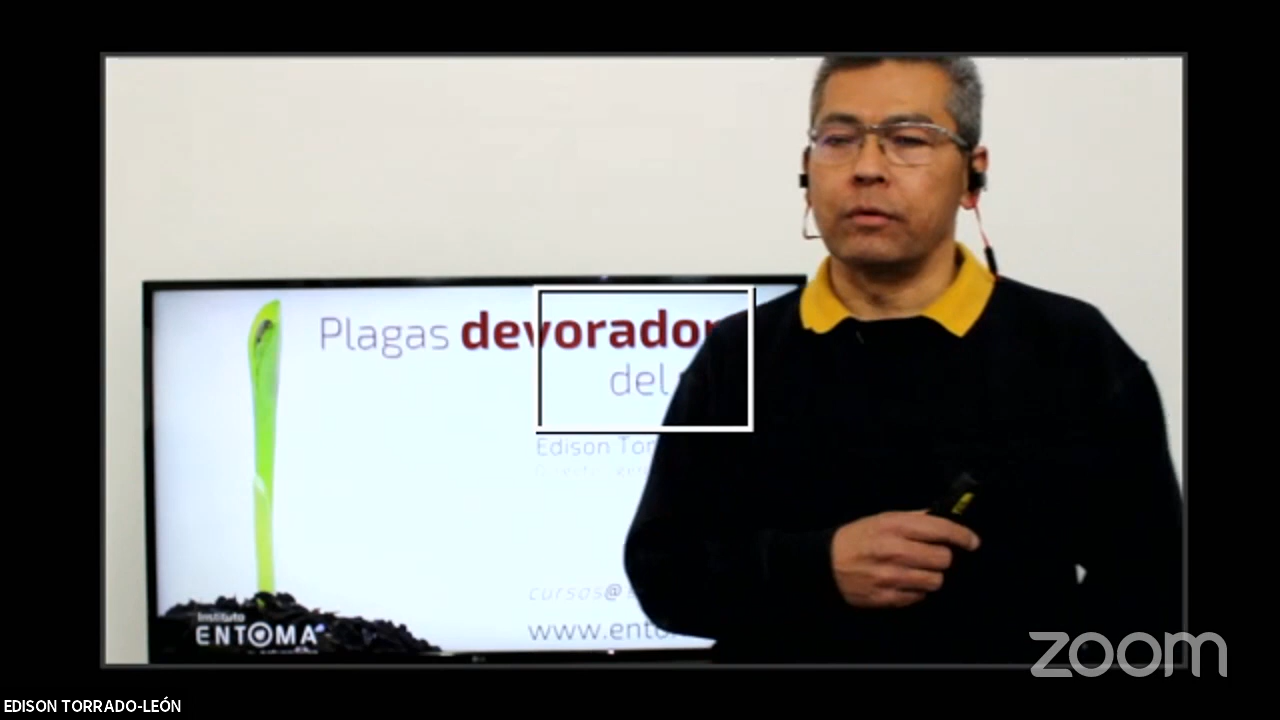 Plagas devorador
del
Edison Tor
cursos@
www.ento
Instituto
ENTOMA
zoom
EDISON TORRADO-LEÓN